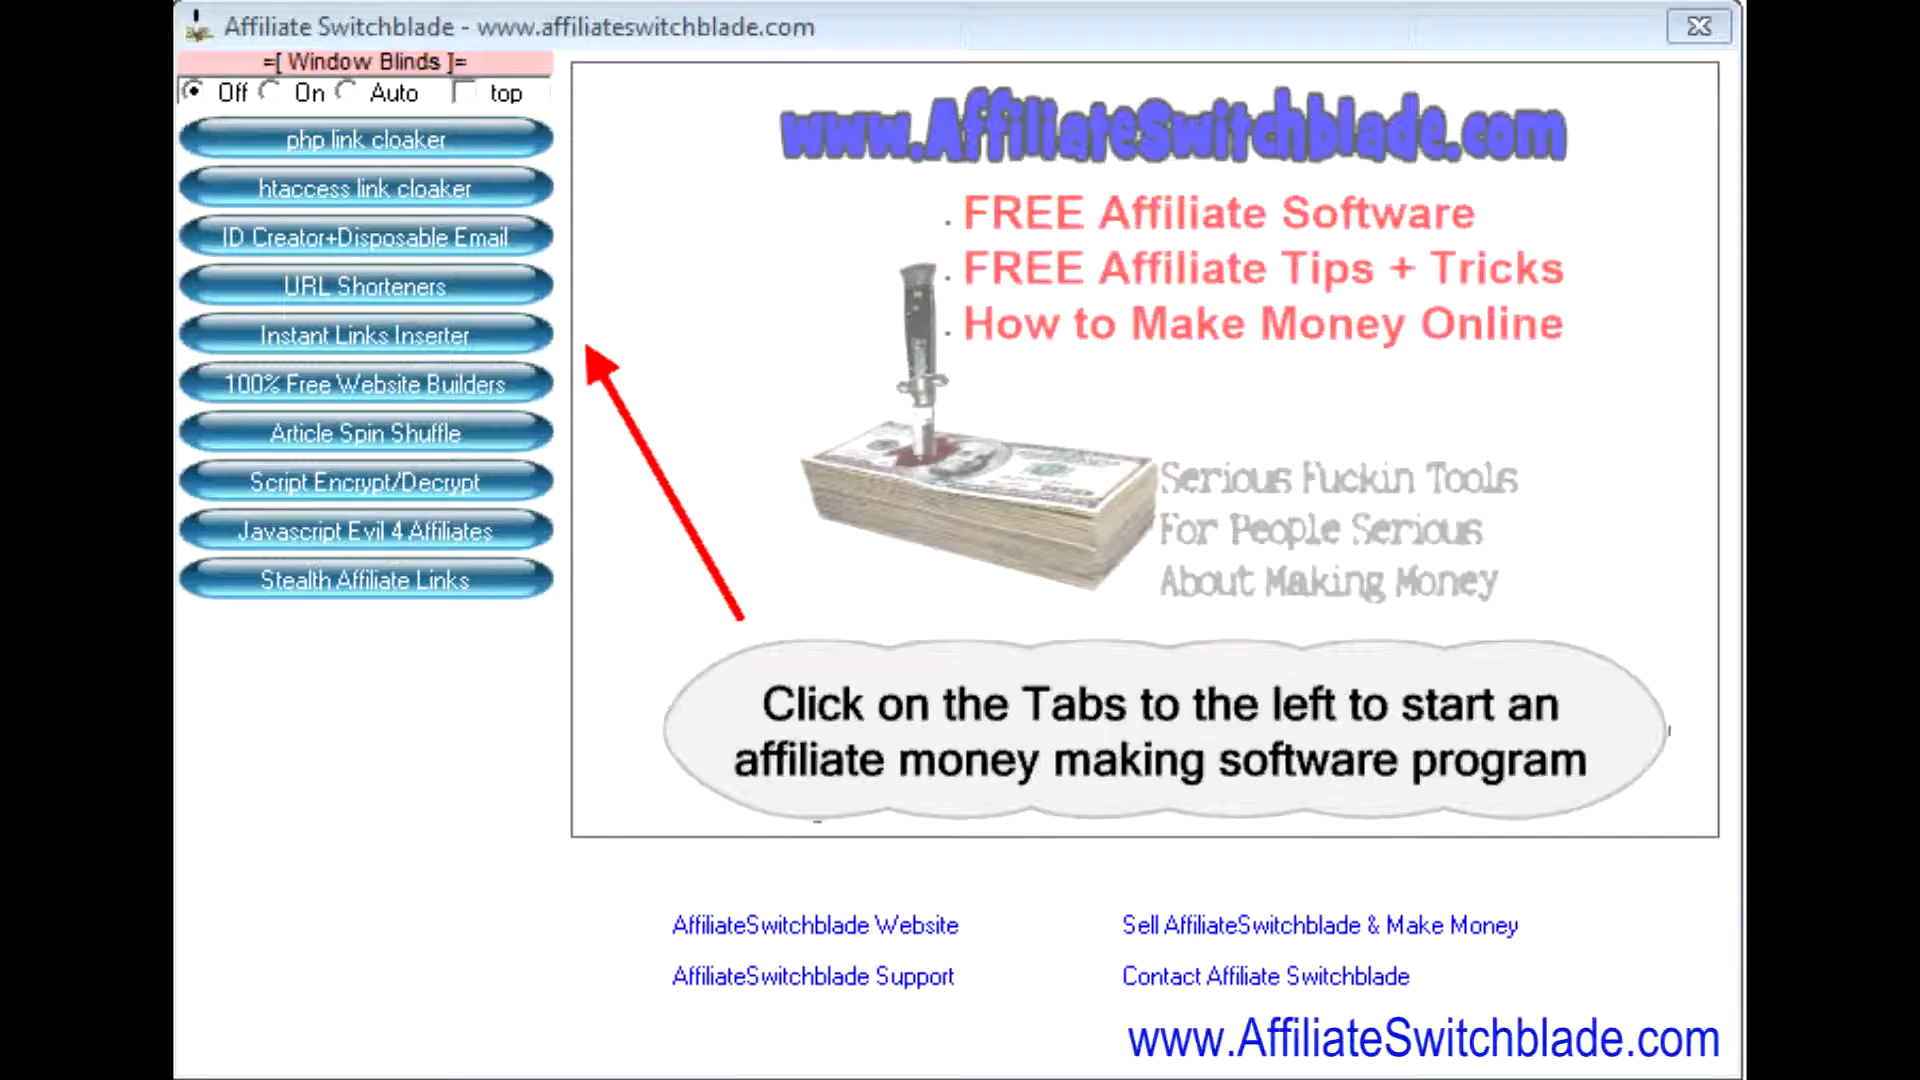 Affiliate Switchblade - www.affiliateswitchblade.com
=[ Window Blinds ]=
Off On Auto top
php link cloaker
htaccess link cloaker
ID Creator+Disposable Email
URL Shorteners
Instant Links Inserter
100% Free Website Builders
Article Spin Shuffle
Script Encrypt/Decrypt
Javascript Evil 4 Affiliates
Stealth Affiliate Links
www.AffiliateSwitchblade.com
. FREE Affiliate Software
. FREE Affiliate Tips + Tricks
. How to Make Money Online
Serious Fuckin Tools
For People Serious
About Making Money
Click on the Tabs to the left to start an
affiliate money making software program
AffiliateSwitchblade Website
Sell AffiliateSwitchblade & Make Money
AffiliateSwitchblade Support
Contact Affiliate Switchblade
www.AffiliateSwitchblade.com